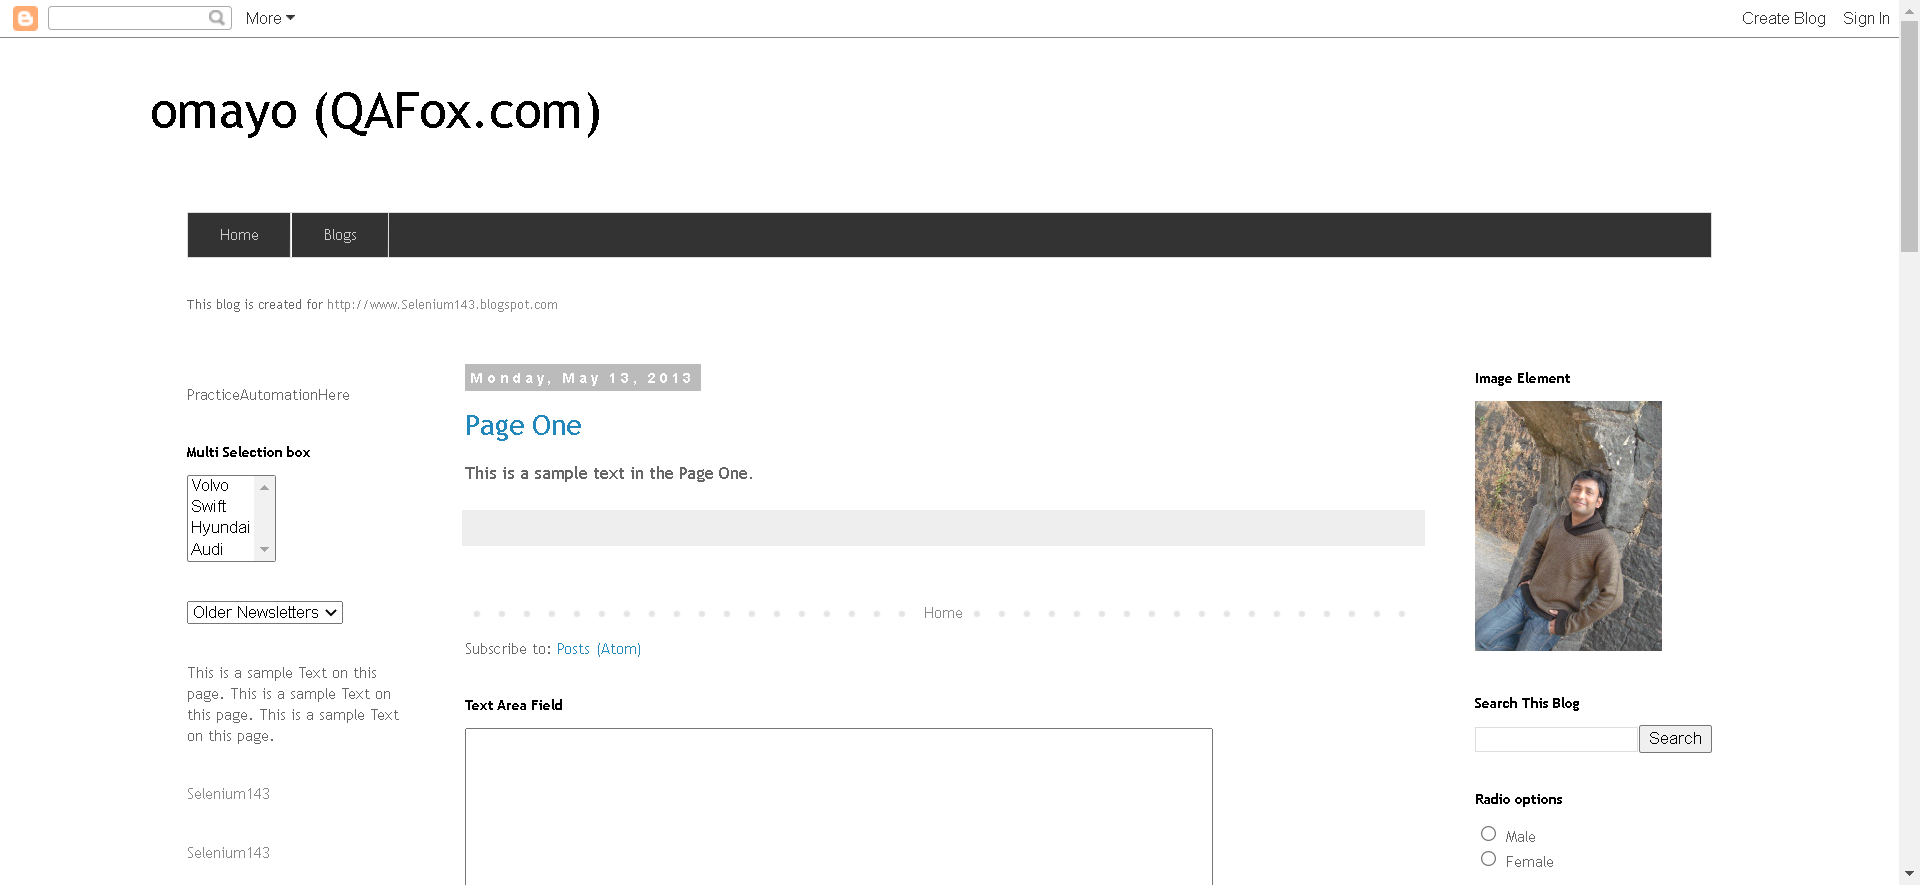 More
Create Blog
Sign In
omayo (QAFox.com)
Home
Blogs
This blog is created for http://www.Selenium143.blogspot.com
PracticeAutomationHere
Multi Selection box
Volvo
Swift
Hyundai
Audi
Older Newsletters
This is a sample Text on this
page. This is a sample Text on
this page. This is a sample Text
on this page.
Selenium143
Selenium143
Monday, May 13, 2013
Page One
This is a sample text in the Page One.
Home
Subscribe to: Posts (Atom)
Text Area Field
Image Element
Search This Blog
Search
Radio options
Male
Female